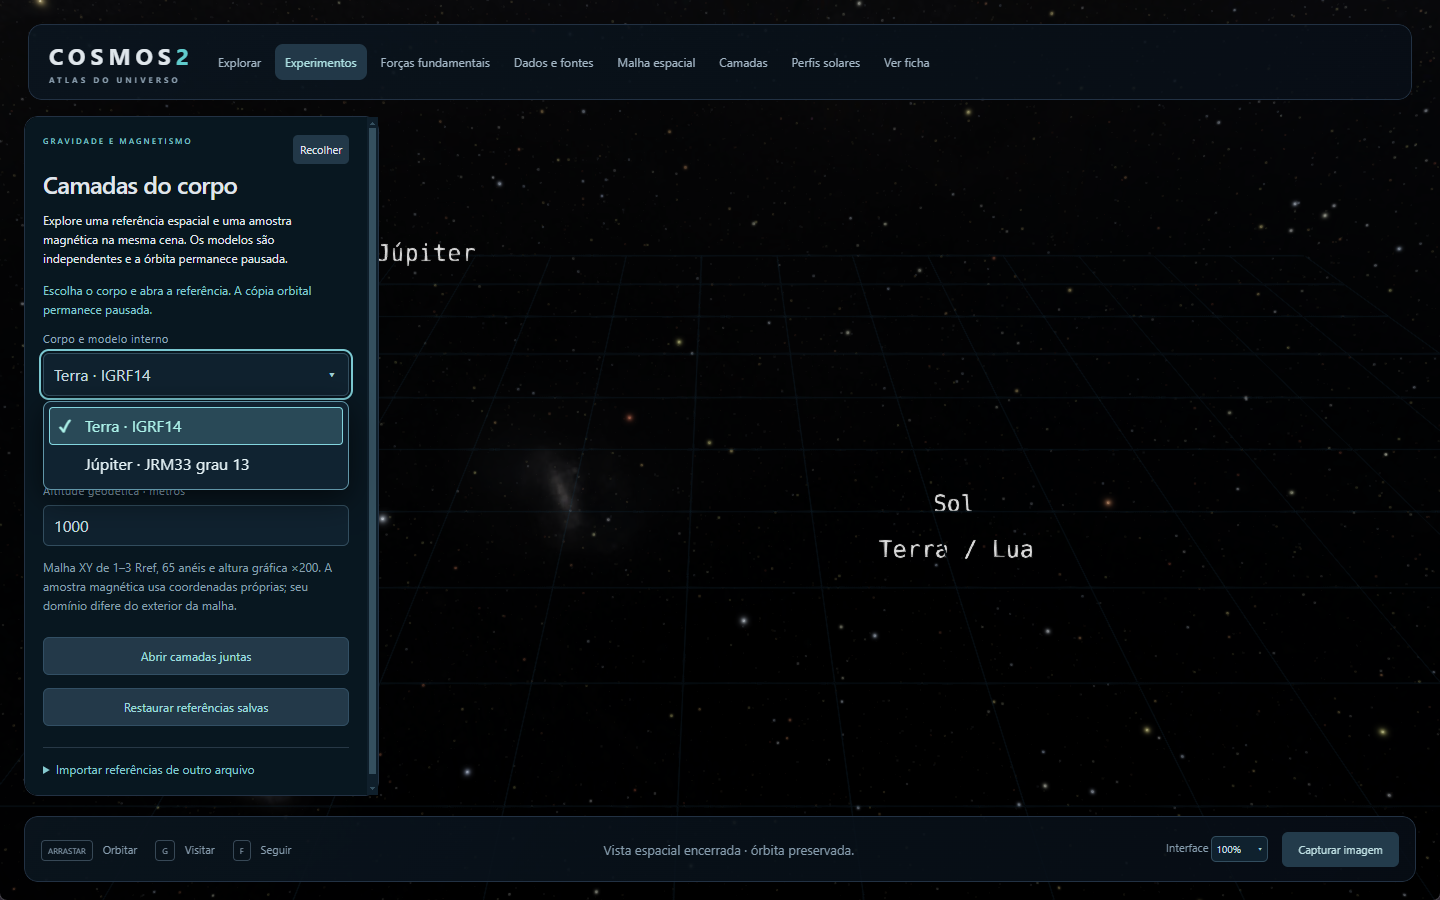 COSMOS2
ATLAS DO UNIVERSO
Explorar
Experimentos
Forças fundamentais
Dados e fontes
Malha espacial
Camadas
Perfis solares
Ver ficha
GRAVIDADE E MAGNETISMO
Recolher
Camadas do corpo
Explore uma referência espacial e uma amostra
magnética na mesma cena. Os modelos são
independentes e a órbita permanece pausada.
Escolha o corpo e abra a referência. A cópia orbital
permanece pausada.
Corpo e modelo interno
Terra · IGRF14
✓ Terra · IGRF14
Júpiter · JRM33 grau 13
Altitude geodética · metros
1000
Malha XY de 1–3 Rref, 65 anéis e altura gráfica ×200. A
amostra magnética usa coordenadas próprias; seu
domínio difere do exterior da malha.
Abrir camadas juntas
Restaurar referências salvas
Importar referências de outro arquivo
Júpiter
Sol
Terra / Lua
ARRASTAR Orbitar
G Visitar
F Seguir
Vista espacial encerrada · órbita preservada.
Interface 100%
Capturar imagem